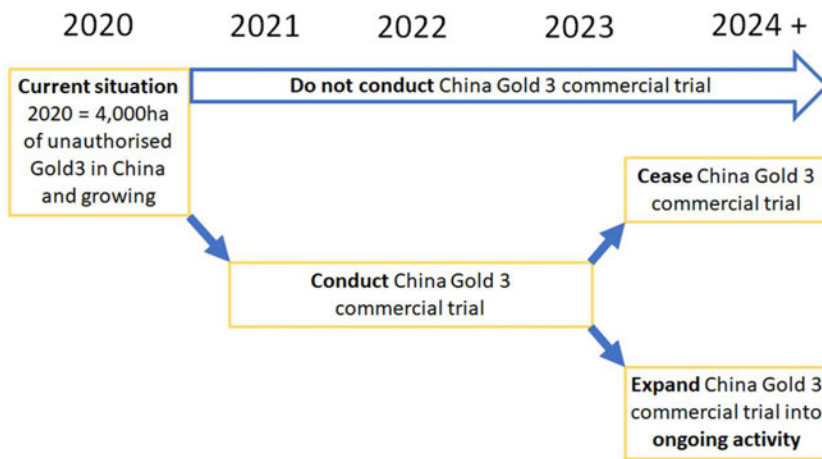 2020 2021 2022 2023 2024 +
Current situation
2020 = 4,000ha
of unauthorised
Gold3 in China
and growing
Do not conduct China Gold 3 commercial trial
Cease China Gold 3
commercial trial
Conduct China Gold 3
commercial trial
Expand China Gold 3
commercial trial into
ongoing activity